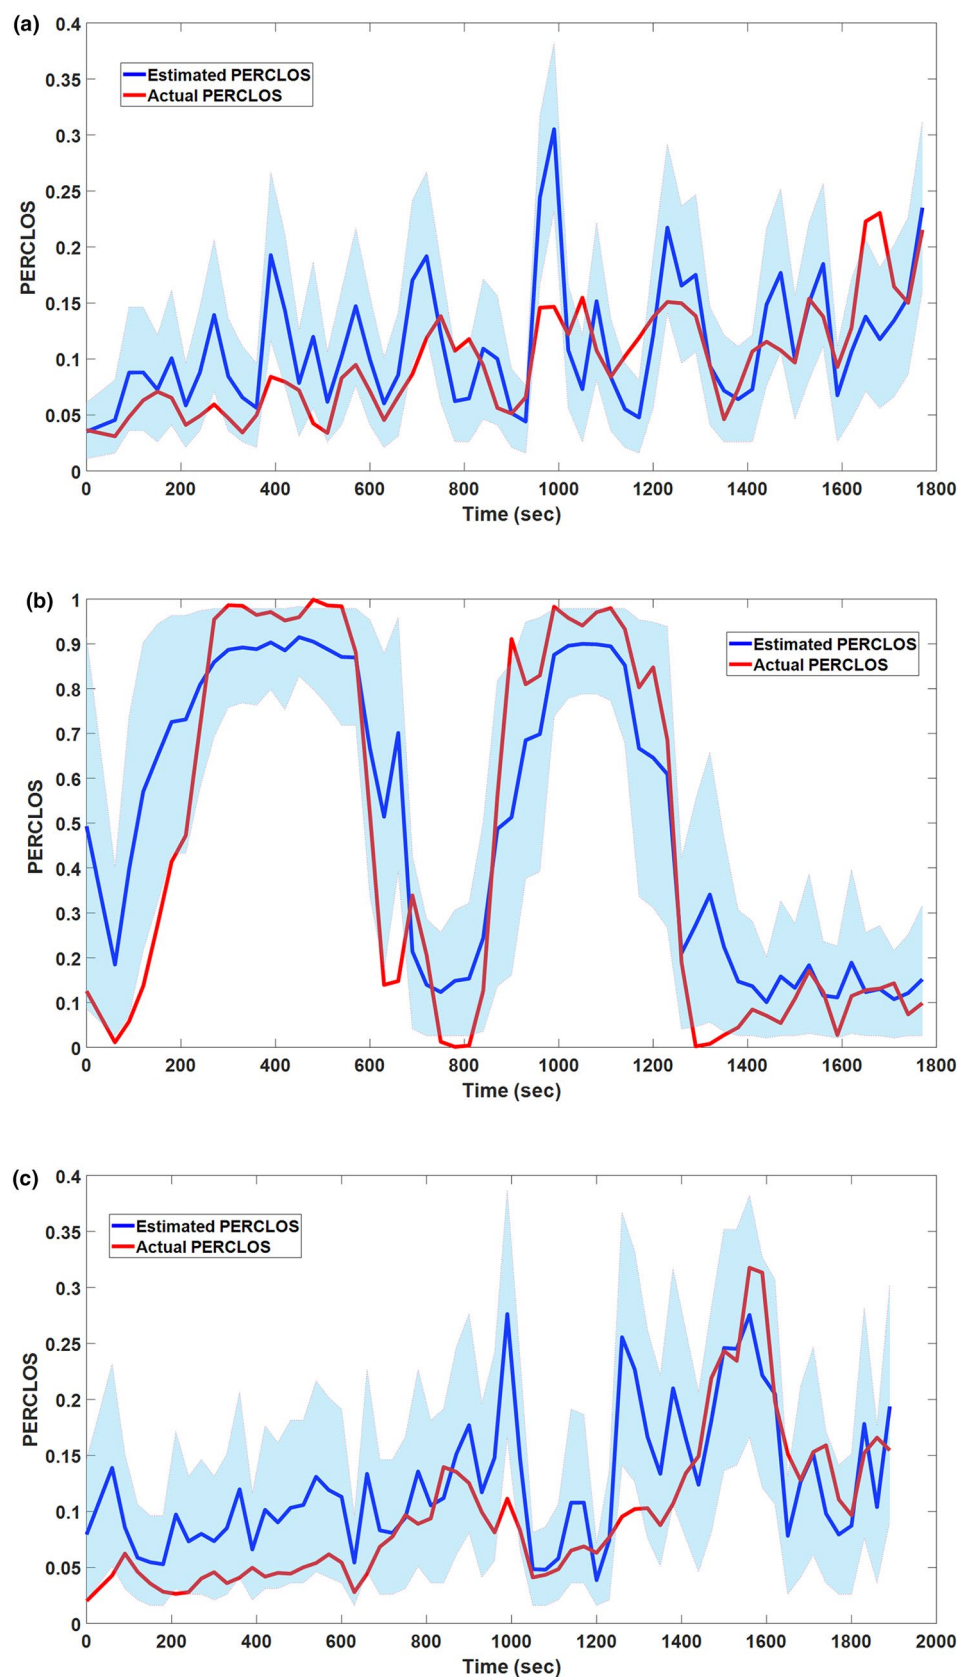 (a)
0.4
0.35
0.3
0.25
0.2
0.15
0.1
0.05
0
PERCLOS
Estimated PERCLOS
Actual PERCLOS
0 200 400 600 800 1000 1200 1400 1600 1800
Time (sec)
(b)
1
0.9
0.8
0.7
0.6
0.5
0.4
0.3
0.2
0.1
0
PERCLOS
Estimated PERCLOS
Actual PERCLOS
0 200 400 600 800 1000 1200 1400 1600 1800
Time (sec)
(c)
0.4
0.35
0.3
0.25
0.2
0.15
0.1
0.05
0
PERCLOS
Estimated PERCLOS
Actual PERCLOS
0 200 400 600 800 1000 1200 1400 1600 1800 2000
Time (sec)